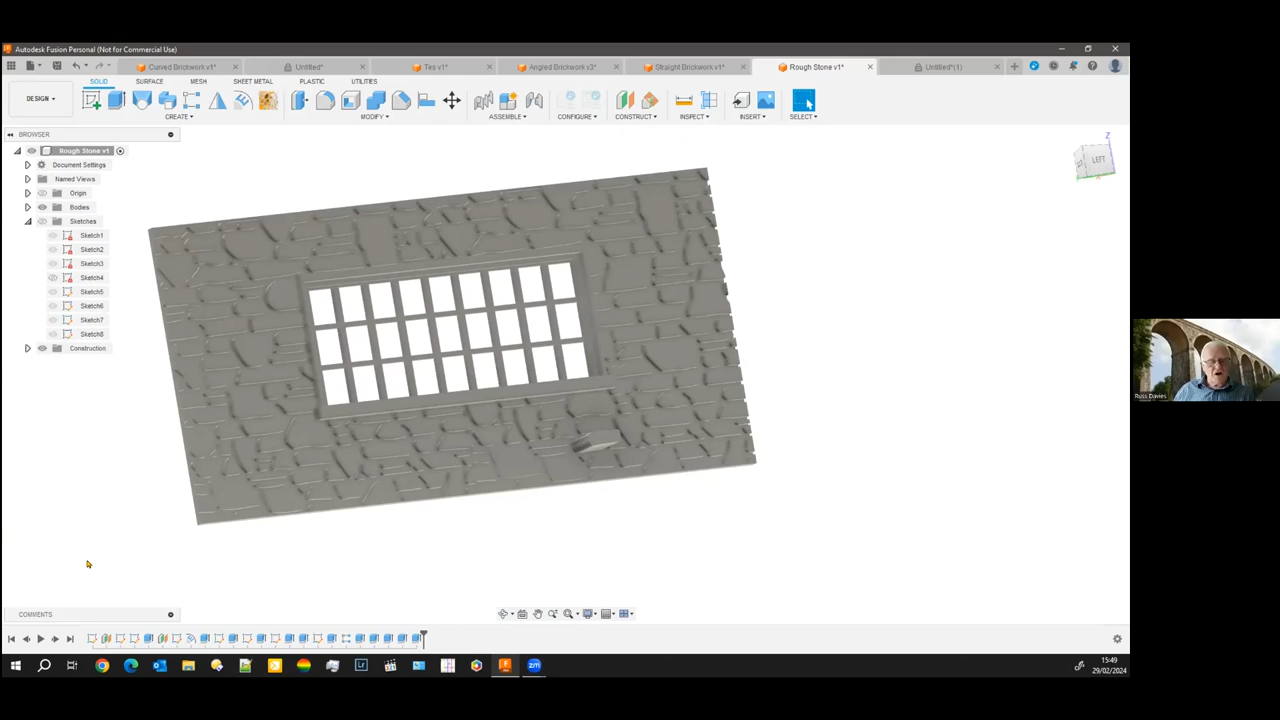 Autodesk Fusion Personal (Not for Commercial Use)
Curved Brickwork v1*
Untitled*
Tes v1*
Angled Brickwork v3*
Straight Brickwork v1*
Rough Stone v1*
Untitled*(1)
SOLID SURFACE MESH SHEET METAL PLASTIC UTILITIES
DESIGN
CREATE MODIFY ASSEMBLE CONFIGURE CONSTRUCT INSPECT INSERT SELECT
BROWSER
Rough Stone v1
Document Settings
Named Views
Origin
Bodies
Sketches
Sketch1
Sketch2
Sketch3
Sketch4
Sketch5
Sketch6
Sketch7
Sketch8
Construction
Z
LEFT
Russ Davies
COMMENTS
15:49
29/02/2024